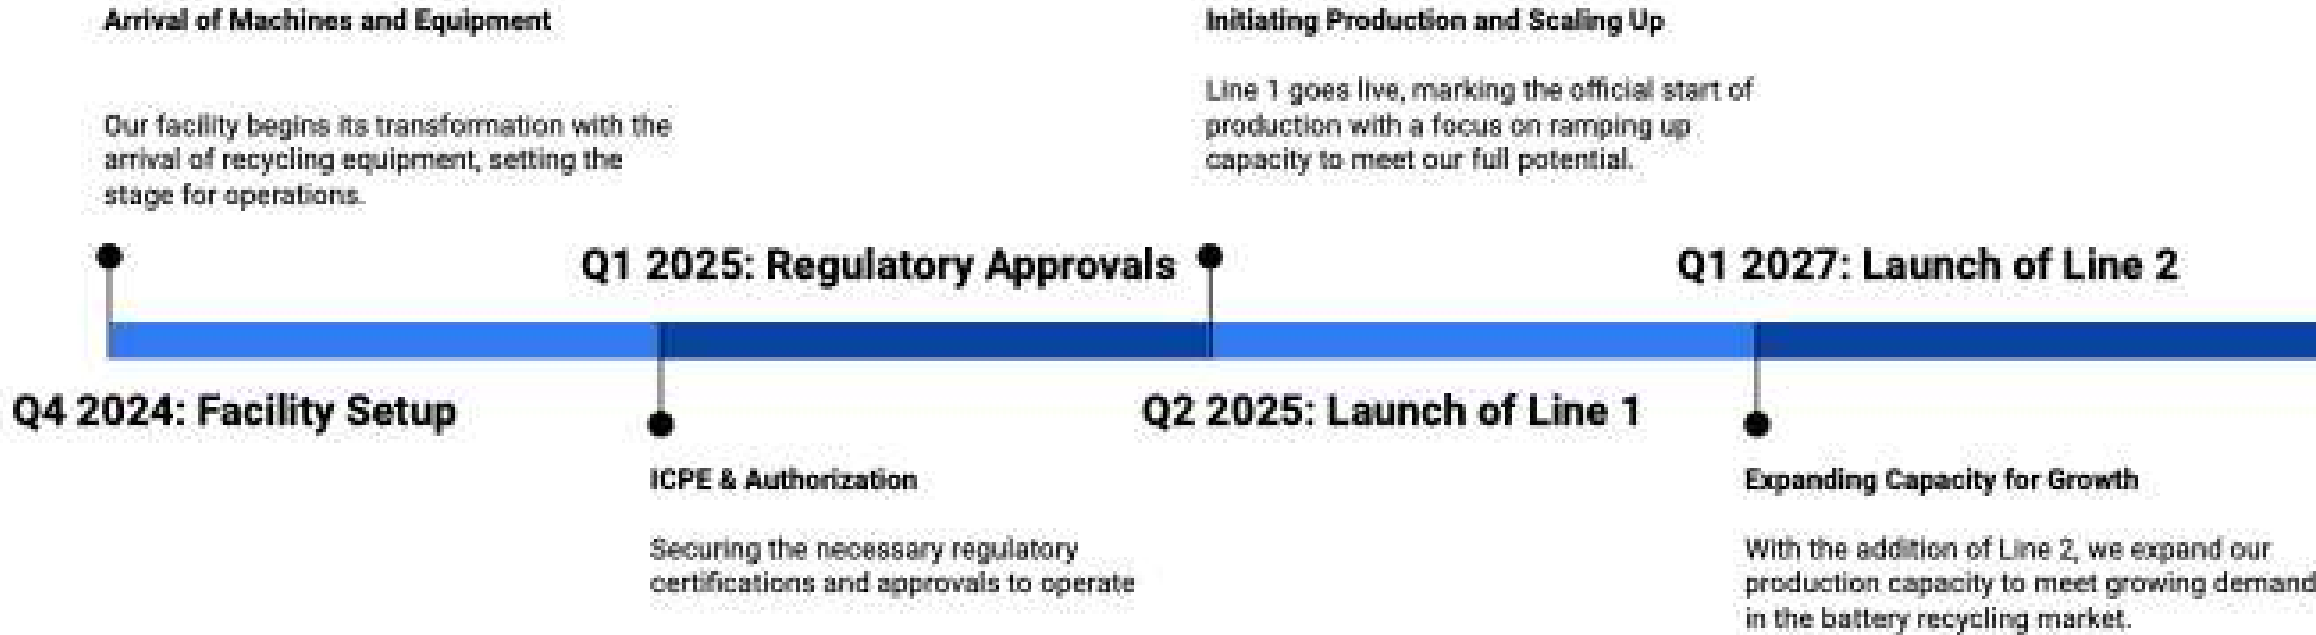 Arrival of Machines and Equipment
Our facility begins its transformation with the
arrival of recycling equipment, setting the
stage for operations.
Q4 2024: Facility Setup
Q1 2025: Regulatory Approvals
ICPE & Authorization
Securing the necessary regulatory
certifications and approvals to operate
Initiating Production and Scaling Up
Line 1 goes live, marking the official start of
production with a focus on ramping up
capacity to meet our full potential.
Q2 2025: Launch of Line 1
Q1 2027: Launch of Line 2
Expanding Capacity for Growth
With the addition of Line 2, we expand our
production capacity to meet growing demand
in the battery recycling market.